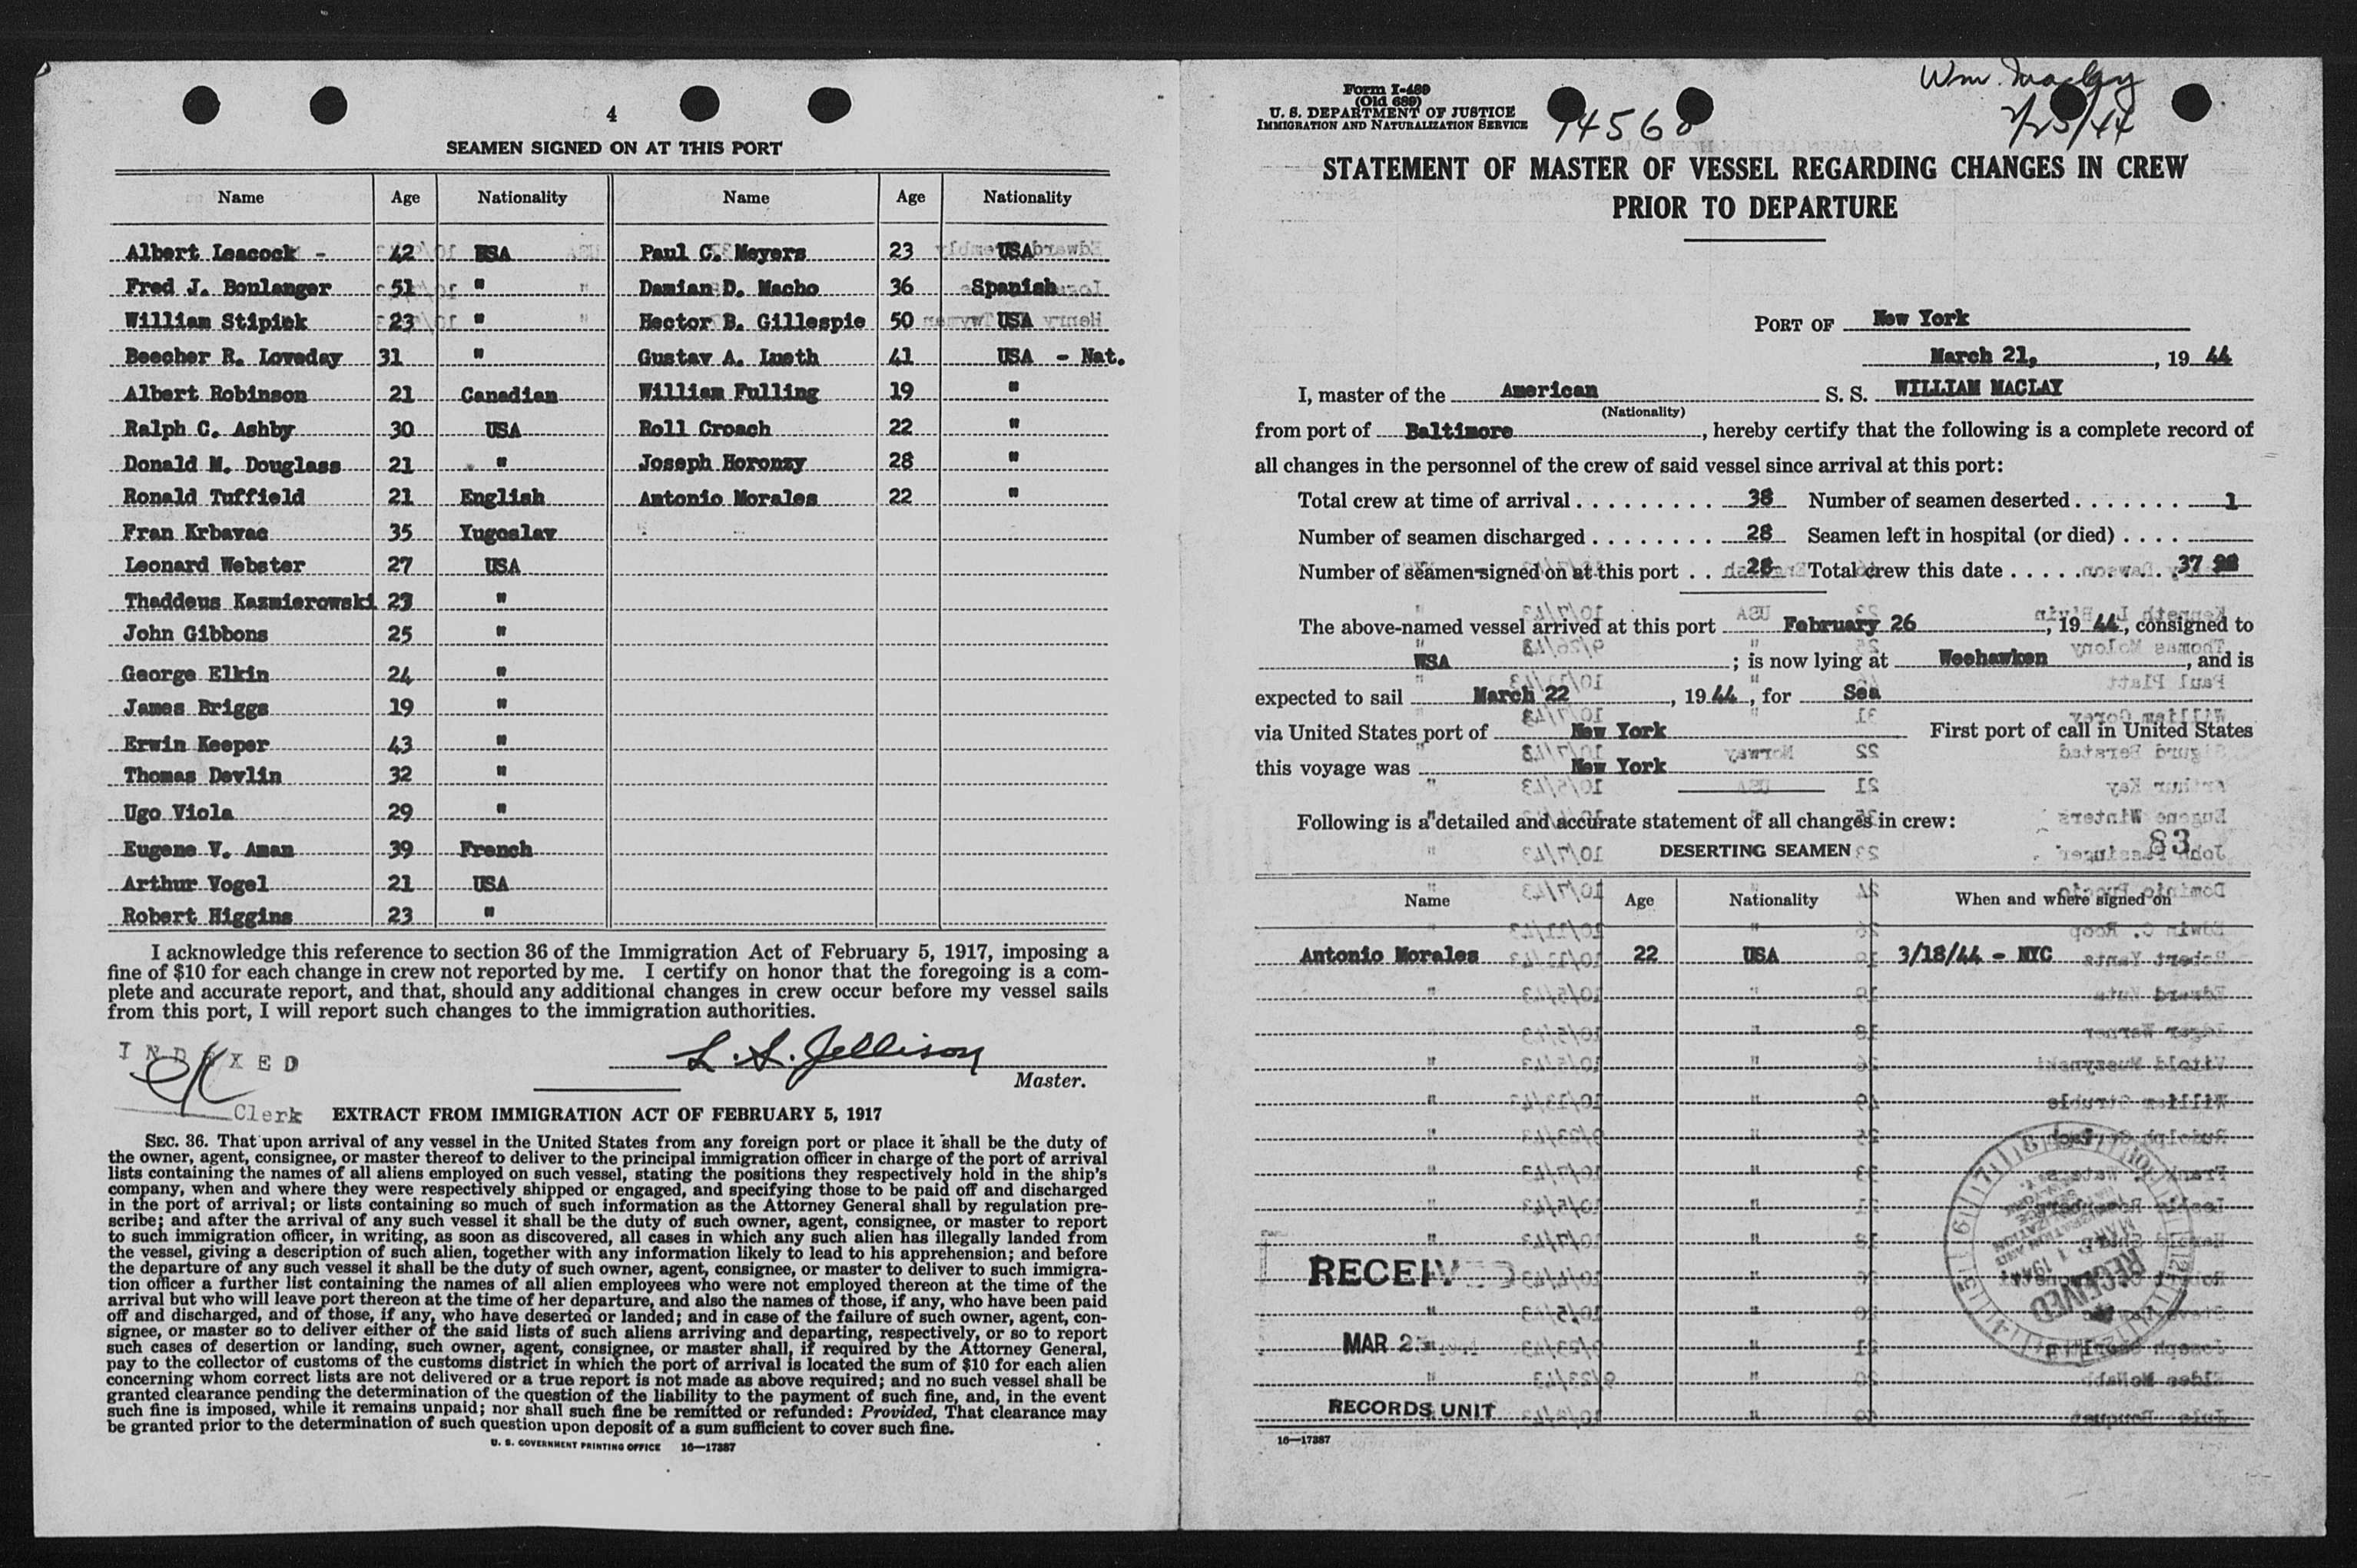 4
SEAMEN SIGNED ON AT THIS PORT
Name Age Nationality Name Age Nationality
Albert Leacock - 42 USA Paul C. Meyers 23 USA
Fred J. Boulanger 51 " Damian D. Macho 36 Spanish
William Stipick 23 " Hector B. Gillespie 50 USA
Beecher R. Loveday 31 " Gustav A. Lueth 41 USA - Nat.
Albert Robinson 21 Canadian William Fulling 19 "
Ralph C. Ashby 30 USA Roll Croach 22 "
Donald M. Douglass 21 " Joseph Horonzy 28 "
Ronald Tuffield 21 English Antonio Morales 22 "
Fran Krbavac 35 Yugoslav
Leonard Webster 27 USA
Thaddeus Kazmierowski 23 "
John Gibbons 25 "
George Elkin 24 "
James Briggs 19 "
Erwin Keeper 43 "
Thomas Devlin 32 "
Ugo Viola 29 "
Eugene V. Aman 39 French
Arthur Vogel 21 USA
Robert Higgins 23 "
I acknowledge this reference to section 36 of the Immigration Act of February 5, 1917, imposing a
fine of $10 for each change in crew not reported by me. I certify on honor that the foregoing is a com-
plete and accurate report, and that, should any additional changes in crew occur before my vessel sails
from this port, I will report such changes to the immigration authorities.
INDEXED
L. S. Jellison
Master.
Clerk
EXTRACT FROM IMMIGRATION ACT OF FEBRUARY 5, 1917
SEC. 36. That upon arrival of any vessel in the United States from any foreign port or place it shall be the duty of
the owner, agent, consignee, or master thereof to deliver to the principal immigration officer in charge of the port of arrival
lists containing the names of all aliens employed on such vessel, stating the positions they respectively hold in the ship's
company, when and where they were respectively shipped or engaged, and specifying those to be paid off and discharged
in the port of arrival; or lists containing so much of such information as the Attorney General shall by regulation pre-
scribe; and after the arrival of any such vessel it shall be the duty of such owner, agent, consignee, or master to report
to such immigration officer, in writing, as soon as discovered, all cases in which any such alien has illegally landed from
the vessel, giving a description of such alien, together with any information likely to lead to his apprehension; and before
the departure of any such vessel it shall be the duty of such owner, agent, consignee, or master to deliver to such immigra-
tion officer a further list containing the names of all alien employees who were not employed thereon at the time of the
arrival but who will leave port thereon at the time of her departure, and also the names of those, if any, who have been paid
off and discharged, and of those, if any, who have deserted or landed; and in case of the failure of such owner, agent, con-
signee, or master so to deliver either of the said lists of such aliens arriving and departing, respectively, or so to report
such cases of desertion or landing, such owner, agent, consignee, or master shall, if required by the Attorney General,
pay to the collector of customs of the customs district in which the port of arrival is located the sum of $10 for each alien
concerning whom correct lists are not delivered or a true report is not made as above required; and no such vessel shall be
granted clearance pending the determination of the question of the liability to the payment of such fine, and, in the event
such fine is imposed, while it remains unpaid; nor shall such fine be remitted or refunded: Provided, That clearance may
be granted prior to the determination of such question upon deposit of a sum sufficient to cover such fine.
U. S. GOVERNMENT PRINTING OFFICE 16—17387
Form I-489
(Old 689)
U. S. DEPARTMENT OF JUSTICE
IMMIGRATION AND NATURALIZATION SERVICE
Wm. Maclay
STATEMENT OF MASTER OF VESSEL REGARDING CHANGES IN CREW
PRIOR TO DEPARTURE
PORT OF New York
March 21, , 19 44
I, master of the American S. S. WILLIAM MACLAY
(Nationality)
from port of Baltimore , hereby certify that the following is a complete record of
all changes in the personnel of the crew of said vessel since arrival at this port:
Total crew at time of arrival . . . . . . . . . . 38 Number of seamen deserted . . . . . . . 1
Number of seamen discharged . . . . . . . . 28 Seamen left in hospital (or died) . . . .
Number of seamen signed on at this port . . 28 Total crew this date . . . . . . . . . . 37
The above-named vessel arrived at this port February 26 , 19 44, consigned to
WSA ; is now lying at Weehawken , and is
expected to sail March 22 , 19 44, for Sea
via United States port of New York First port of call in United States
this voyage was New York
Following is a detailed and accurate statement of all changes in crew:
83
DESERTING SEAMEN
Name Age Nationality When and where signed on
Antonio Morales 22 USA 3/18/44 - NYC
RECEIVED
MAR 2
RECORDS UNIT
RECEIVED
16—17387